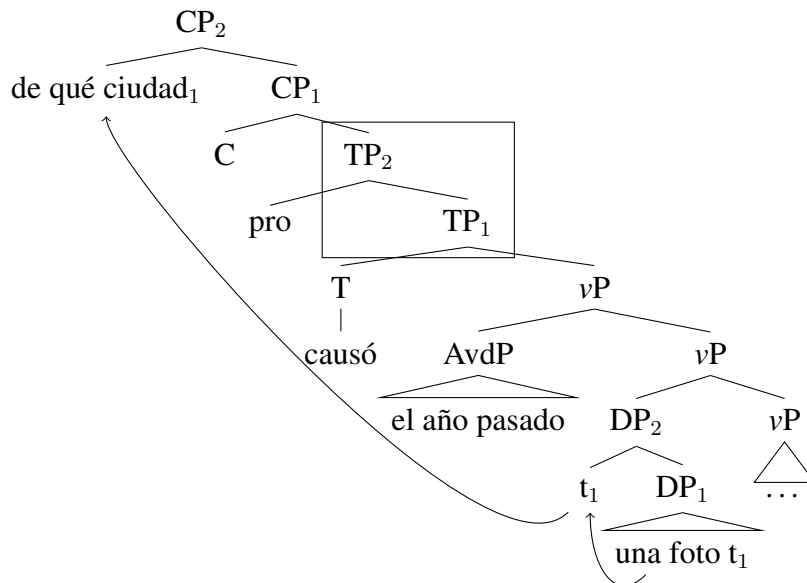 CP₂
de qué ciudad₁ CP₁
C TP₂
pro TP₁
T vP
causó AvdP vP
el año pasado DP₂ vP
t₁ DP₁ ...
una foto t₁